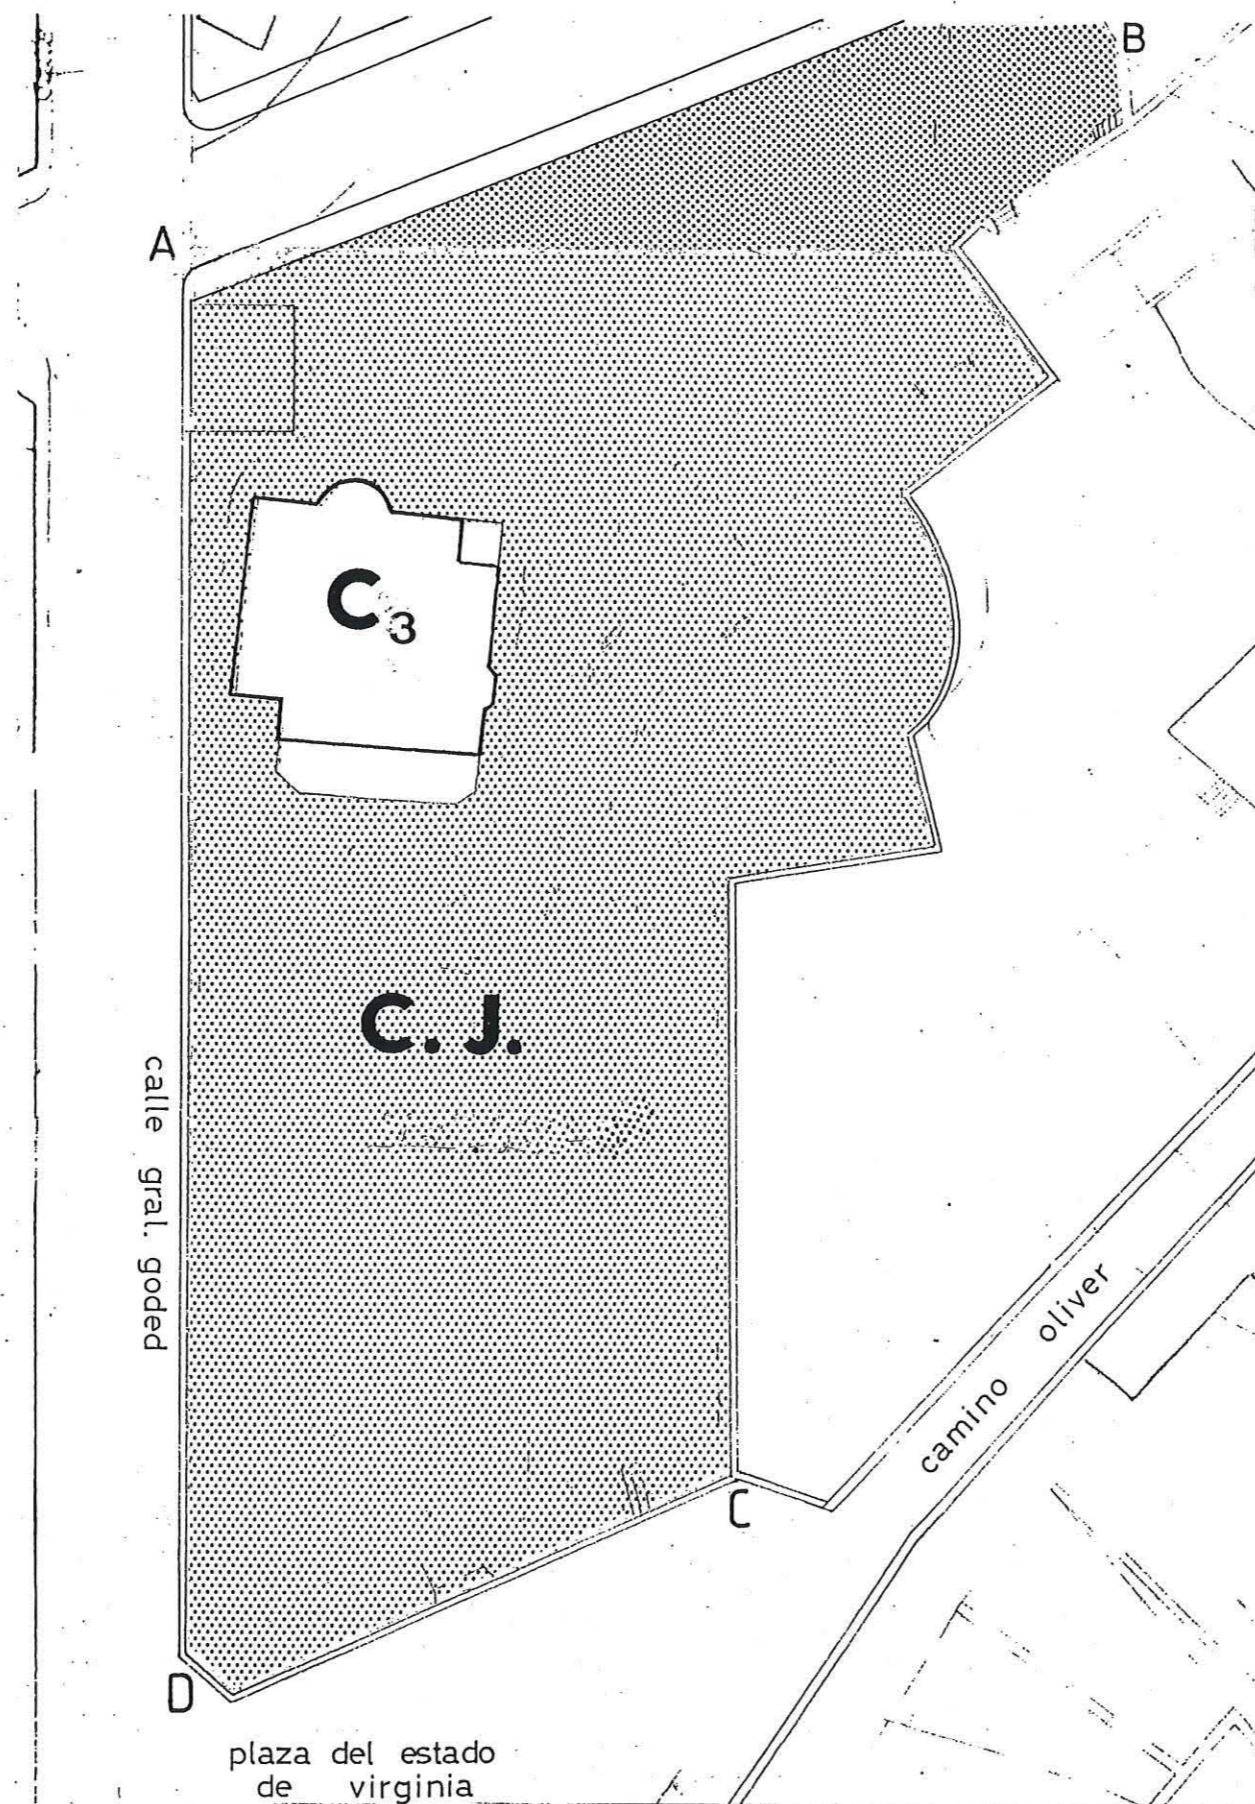 B
A
C3
C. J.
calle gral. goded
camino oliver
C
D
plaza del estado
de virginia